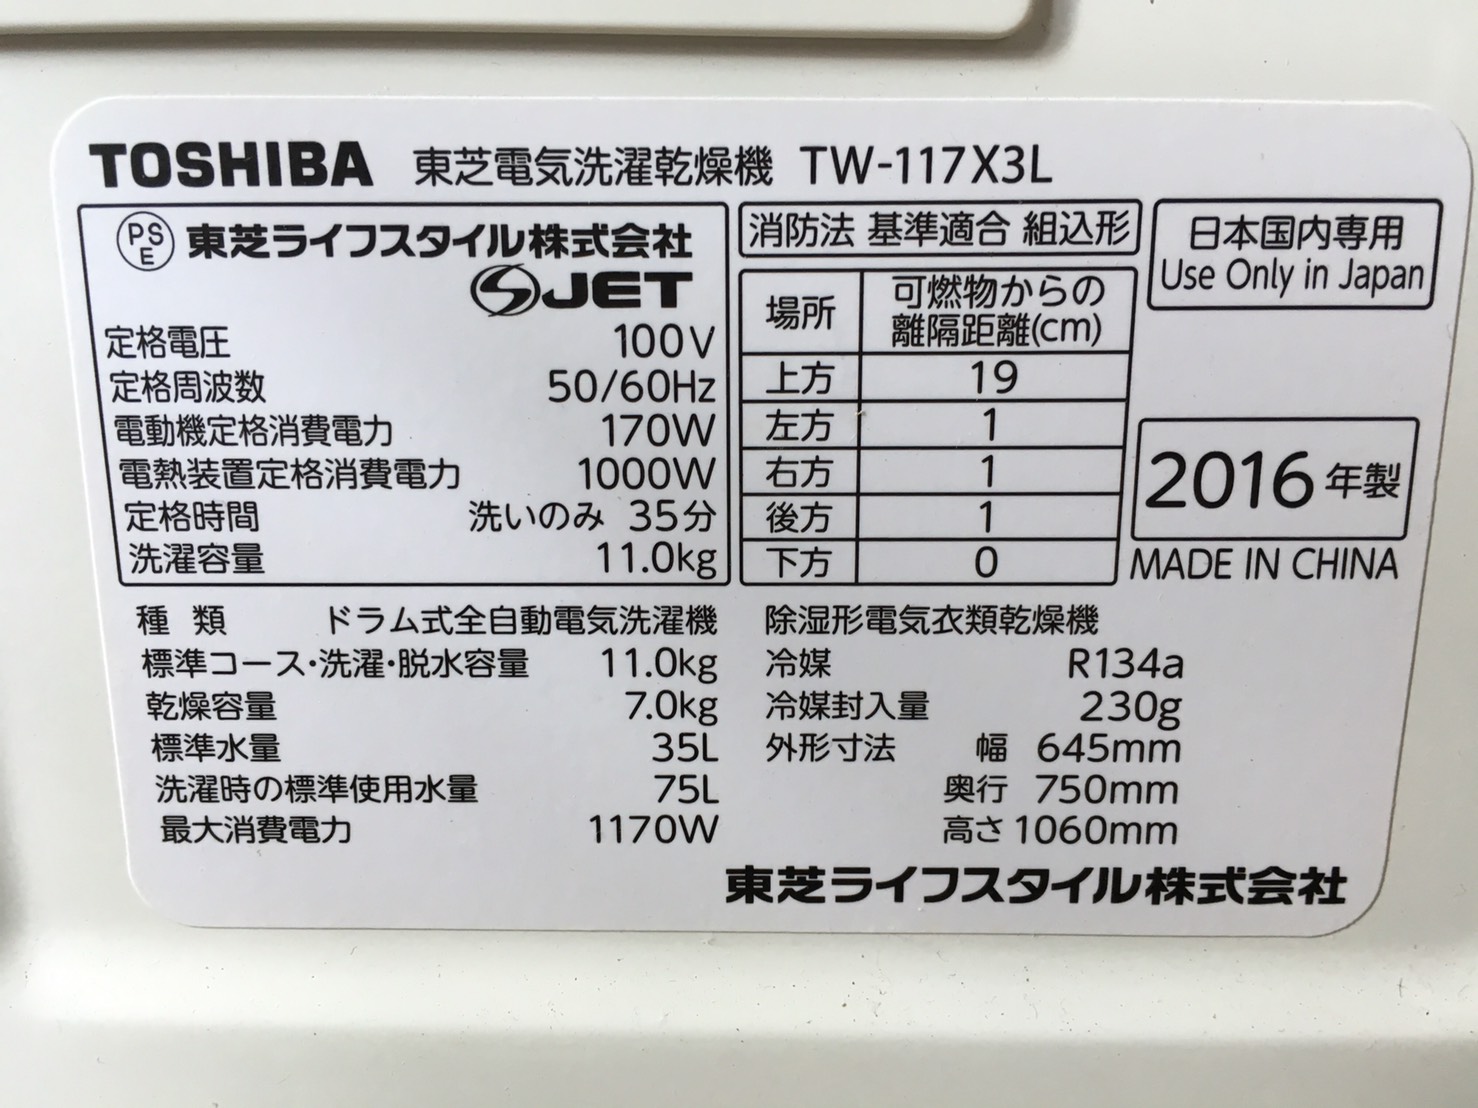 TOSHIBA 東芝電気洗濯乾燥機 TW-117X3L
PSE 東芝ライフスタイル株式会社
SJET
定格電圧 100V
定格周波数 50/60Hz
電動機定格消費電力 170W
電熱装置定格消費電力 1000W
定格時間 洗いのみ 35分
洗濯容量 11.0kg
消防法 基準適合 組込形
場所 可燃物からの
離隔距離(cm)
上方 19
左方 1
右方 1
後方 1
下方 0
日本国内専用
Use Only in Japan
2016年製
MADE IN CHINA
種類 ドラム式全自動電気洗濯機
標準コース・洗濯・脱水容量 11.0kg
乾燥容量 7.0kg
標準水量 35L
洗濯時の標準使用水量 75L
最大消費電力 1170W
除湿形電気衣類乾燥機
冷媒 R134a
冷媒封入量 230g
外形寸法 幅 645mm
奥行 750mm
高さ 1060mm
東芝ライフスタイル株式会社